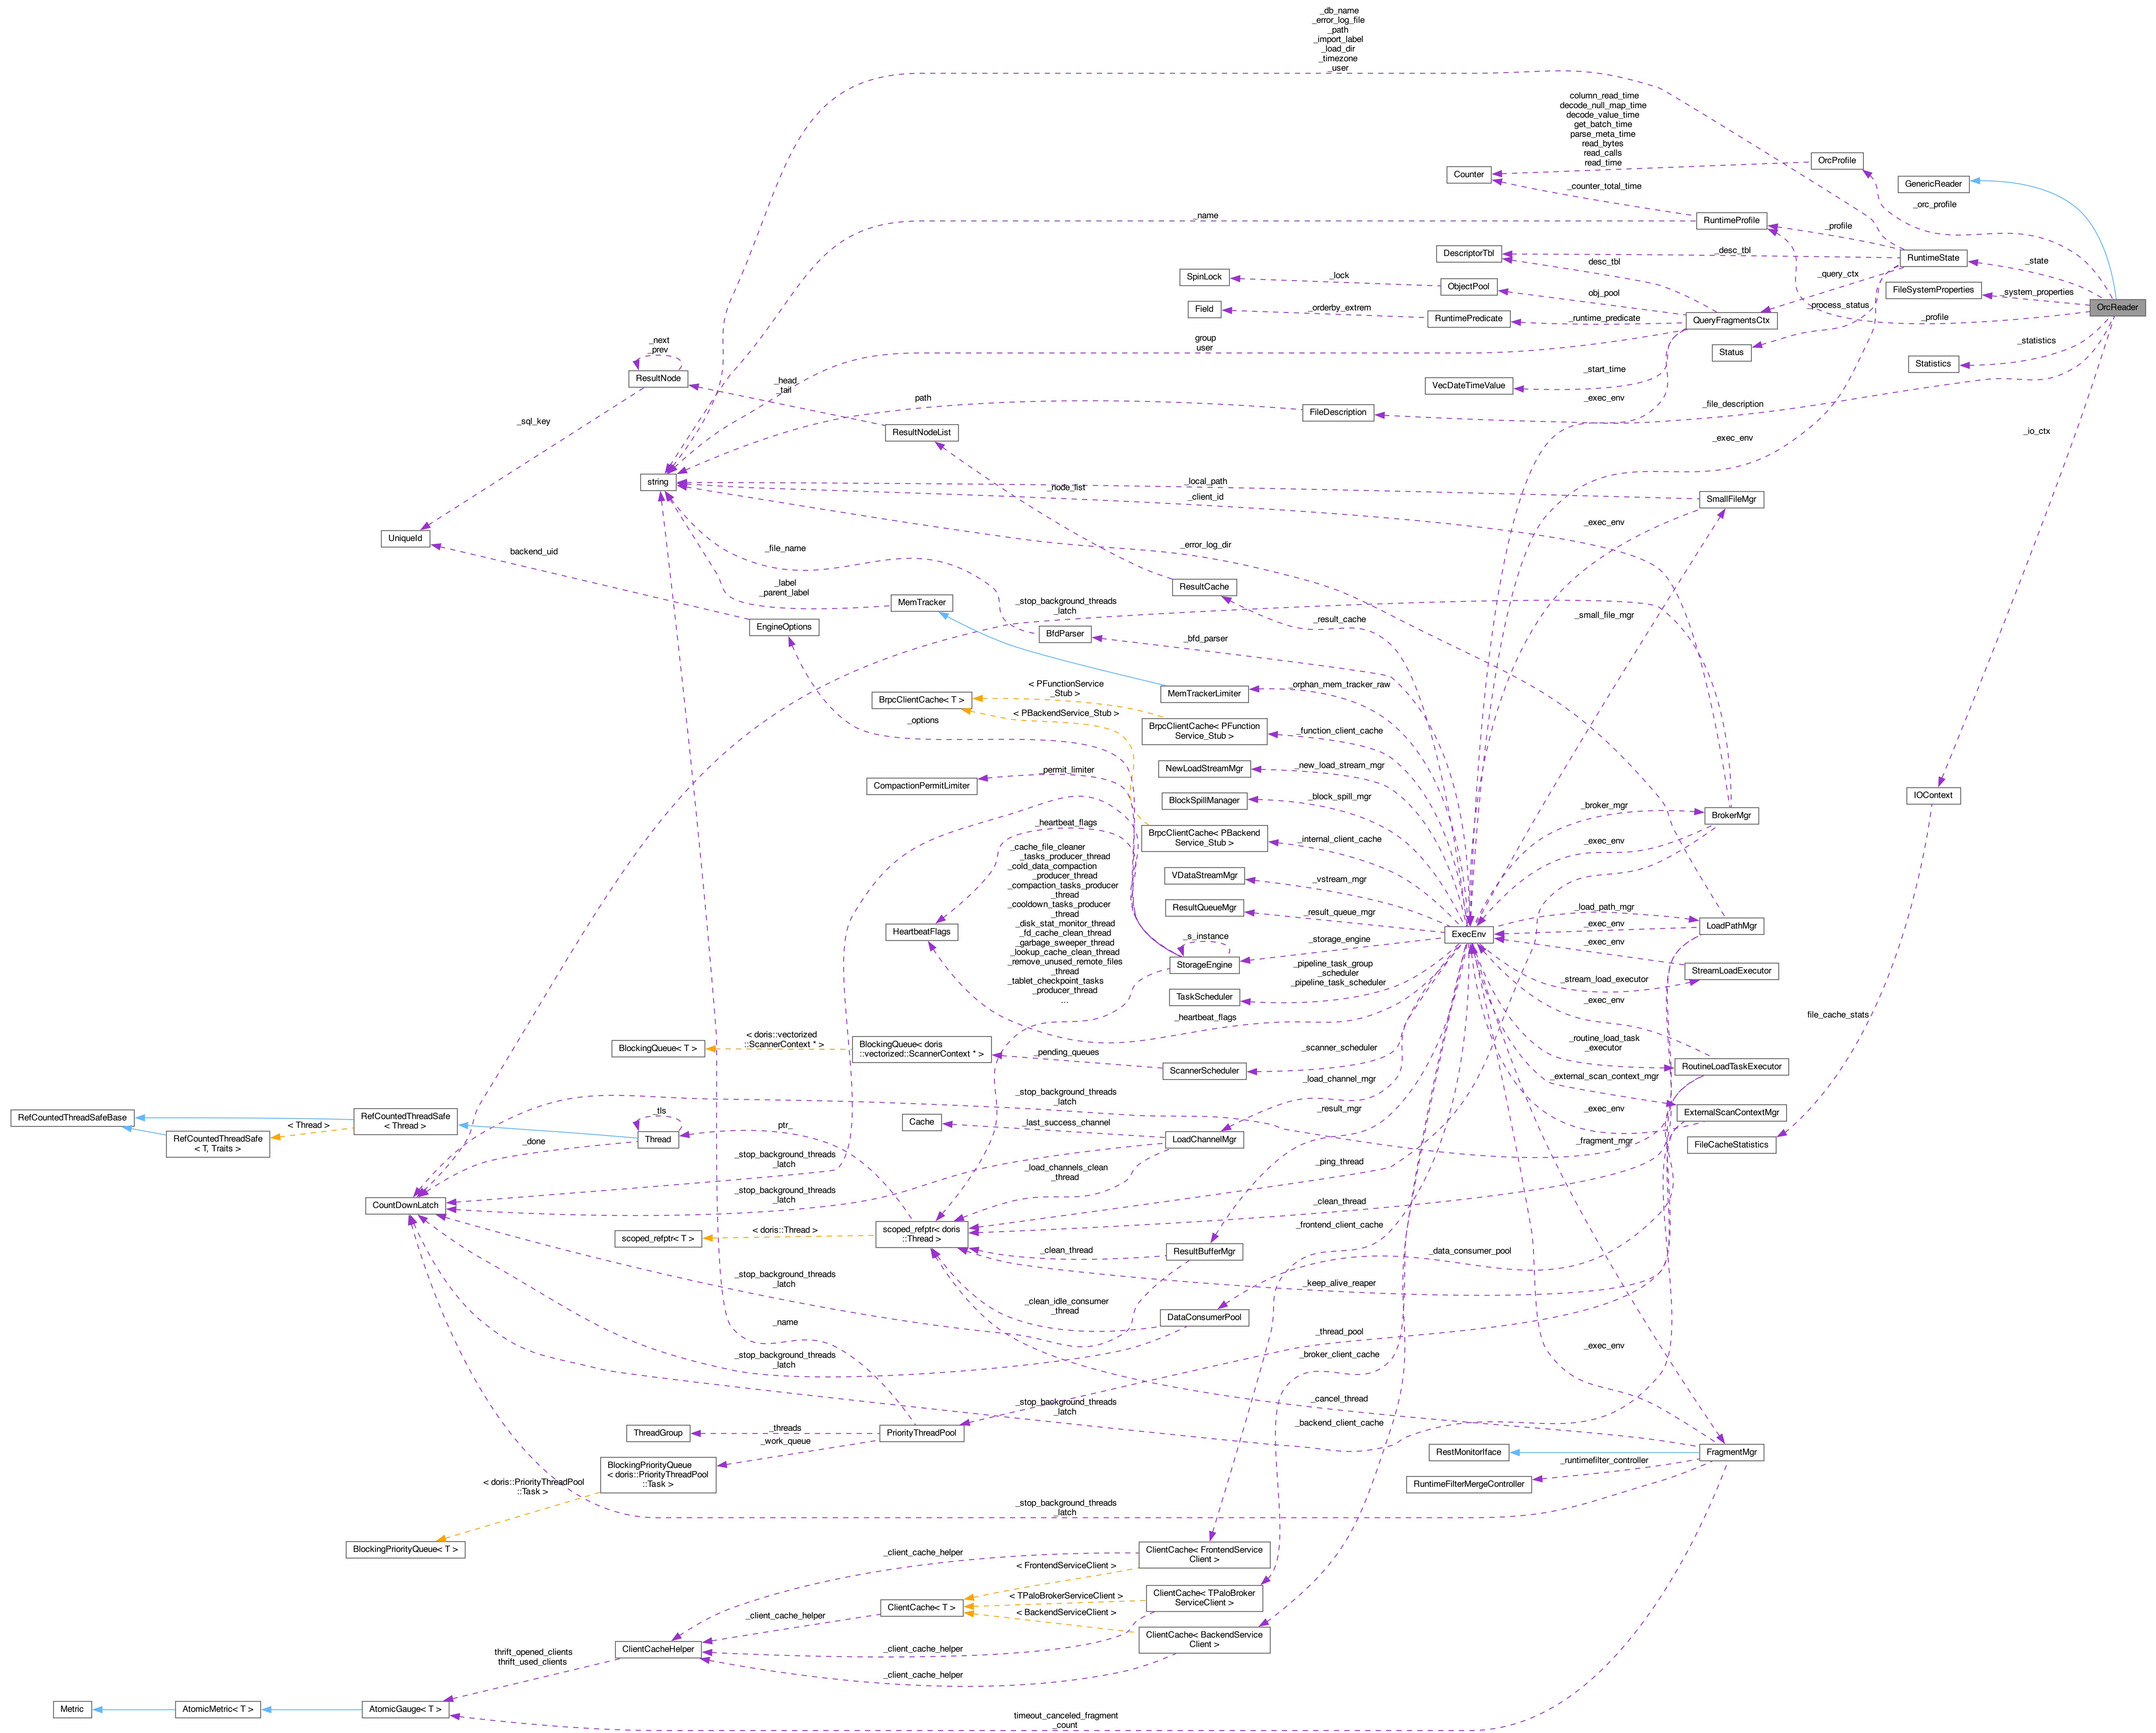 _db_name
_error_log_file
_path
_import_label
_load_dir
_timezone
_user
column_read_time
decode_null_map_time
decode_value_time
get_batch_time
parse_meta_time
read_bytes
read_calls
read_time
OrcProfile
Counter
GenericReader
_counter_total_time
_orc_profile
_name
RuntimeProfile
_profile
DescriptorTbl
_desc_tbl
RuntimeState
_state
desc_tbl
SpinLock
_lock
ObjectPool
_query_ctx
FileSystemProperties
_system_properties
obj_pool
OrcReader
Field
_orderby_extrem
RuntimePredicate
_runtime_predicate
QueryFragmentsCtx
_process_status
_profile
_next
_prev
group
user
Status
_statistics
Statistics
ResultNode
_head
_tail
VecDateTimeValue
_start_time
_exec_env
path
FileDescription
_file_description
_sql_key
ResultNodeList
_exec_env
_io_ctx
string
_node_list
_local_path
_client_id
SmallFileMgr
UniqueId
backend_uid
_file_name
_error_log_dir
_exec_env
_label
_parent_label
MemTracker
ResultCache
_stop_background_threads
_latch
_result_cache
_small_file_mgr
EngineOptions
BfdParser
_bfd_parser
BrpcClientCache< T >
< PFunctionService
_Stub >
MemTrackerLimiter
_orphan_mem_tracker_raw
_options
< PBackendService_Stub >
BrpcClientCache< PFunction
Service_Stub >
_function_client_cache
CompactionPermitLimiter
_permit_limiter
NewLoadStreamMgr
_new_load_stream_mgr
IOContext
BlockSpillManager
_block_spill_mgr
_broker_mgr
BrokerMgr
_heartbeat_flags
BrpcClientCache< PBackend
Service_Stub >
_internal_client_cache
_exec_env
_cache_file_cleaner
_tasks_producer_thread
_cold_data_compaction
_producer_thread
_compaction_tasks_producer
_thread
_cooldown_tasks_producer
_thread
_disk_stat_monitor_thread
_fd_cache_clean_thread
_garbage_sweeper_thread
_lookup_cache_clean_thread
_remove_unused_remote_files
_thread
_tablet_checkpoint_tasks
_producer_thread
...
VDataStreamMgr
_vstream_mgr
ResultQueueMgr
_result_queue_mgr
_load_path_mgr
HeartbeatFlags
_s_instance
_storage_engine
ExecEnv
_exec_env
LoadPathMgr
StorageEngine
_exec_env
StreamLoadExecutor
_pipeline_task_group
_scheduler
_pipeline_task_scheduler
TaskScheduler
_stream_load_executor
_exec_env
_heartbeat_flags
file_cache_stats
BlockingQueue< T >
< doris::vectorized
::ScannerContext * >
BlockingQueue< doris
::vectorized::ScannerContext * >
_pending_queues
ScannerScheduler
_scanner_scheduler
_routine_load_task
_executor
RoutineLoadTaskExecutor
_load_channel_mgr
_external_scan_context_mgr
_stop_background_threads
_latch
_result_mgr
_exec_env
ExternalScanContextMgr
RefCountedThreadSafeBase
RefCountedThreadSafe
< Thread >
< Thread >
RefCountedThreadSafe
< T, Traits >
_tls
Thread
_done
ptr_
Cache
_last_success_channel
LoadChannelMgr
_fragment_mgr
FileCacheStatistics
_stop_background_threads
_latch
_load_channels_clean
_thread
_ping_thread
_stop_background_threads
_latch
_clean_thread
CountDownLatch
scoped_refptr< T >
< doris::Thread >
scoped_refptr< doris
::Thread >
_frontend_client_cache
_clean_thread
ResultBufferMgr
_data_consumer_pool
_stop_background_threads
_latch
_keep_alive_reaper
_clean_idle_consumer
_thread
DataConsumerPool
_name
_thread_pool
_stop_background_threads
_latch
_broker_client_cache
_exec_env
_cancel_thread
_stop_background_threads
_latch
_backend_client_cache
ThreadGroup
_threads
PriorityThreadPool
_work_queue
RestMonitorIface
FragmentMgr
BlockingPriorityQueue
< doris::PriorityThreadPool
::Task >
_runtimefilter_controller
RuntimeFilterMergeController
< doris::PriorityThreadPool
::Task >
_stop_background_threads
_latch
BlockingPriorityQueue< T >
_client_cache_helper
ClientCache< FrontendService
Client >
< FrontendServiceClient >
< TPaloBrokerServiceClient >
ClientCache< TPaloBroker
ServiceClient >
ClientCache< T >
_client_cache_helper
< BackendServiceClient >
ClientCache< BackendService
Client >
ClientCacheHelper
_client_cache_helper
thrift_opened_clients
thrift_used_clients
_client_cache_helper
Metric
AtomicMetric< T >
AtomicGauge< T >
timeout_canceled_fragment
_count